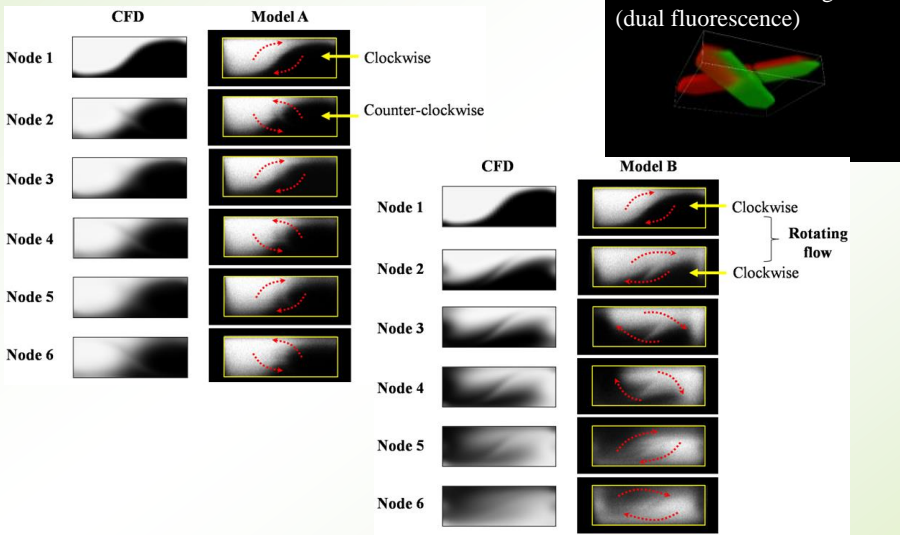 CFD Model A
Node 1
Clockwise
Node 2
Counter-clockwise
Node 3
Node 4
Node 5
Node 6
(dual fluorescence)
CFD Model B
Node 1
Clockwise
Rotating
flow
Node 2
Clockwise
Node 3
Node 4
Node 5
Node 6